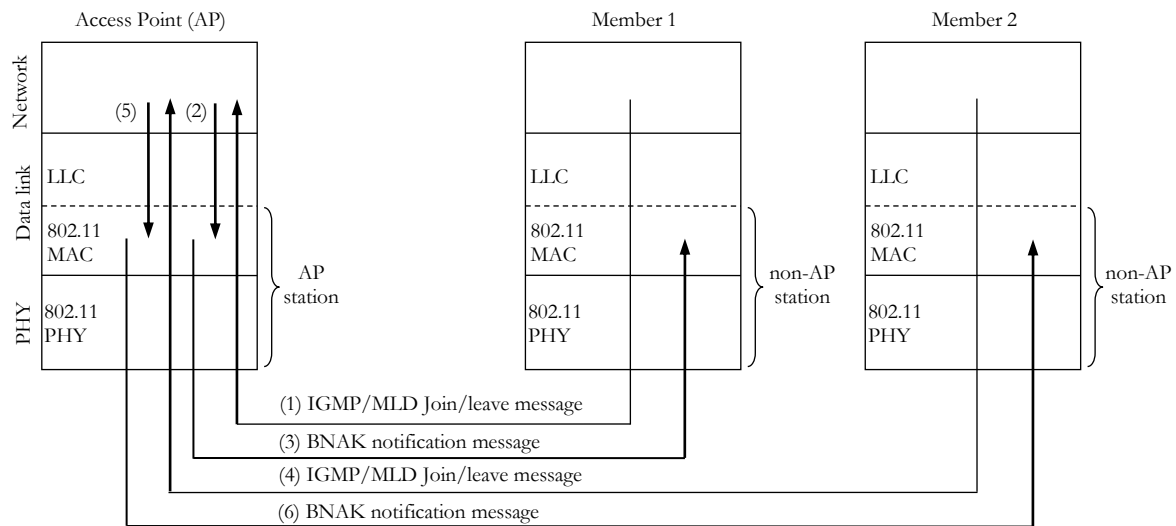 Access Point (AP)
Member 1
Member 2
Network
Data link
PHY
(5)
(2)
LLC
802.11
MAC
802.11
PHY
AP
station
LLC
802.11
MAC
802.11
PHY
non-AP
station
LLC
802.11
MAC
802.11
PHY
non-AP
station
(1) IGMP/MLD Join/leave message
(3) BNAK notification message
(4) IGMP/MLD Join/leave message
(6) BNAK notification message